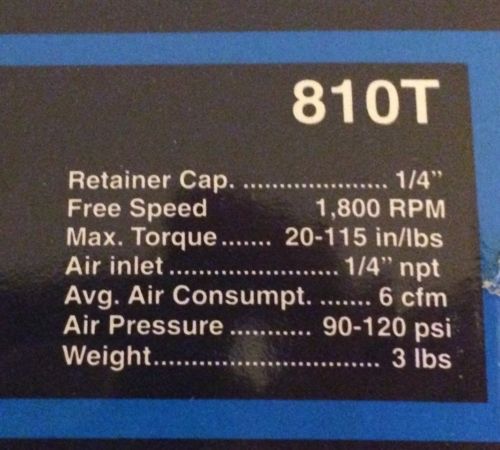 810T
Retainer Cap. .................... 1/4”
Free Speed 1,800 RPM
Max. Torque....... 20-115 in/lbs
Air inlet........................ 1/4” npt
Avg. Air Consumpt. ....... 6 cfm
Air Pressure ........... 90-120 psi
Weight................................ 3 lbs